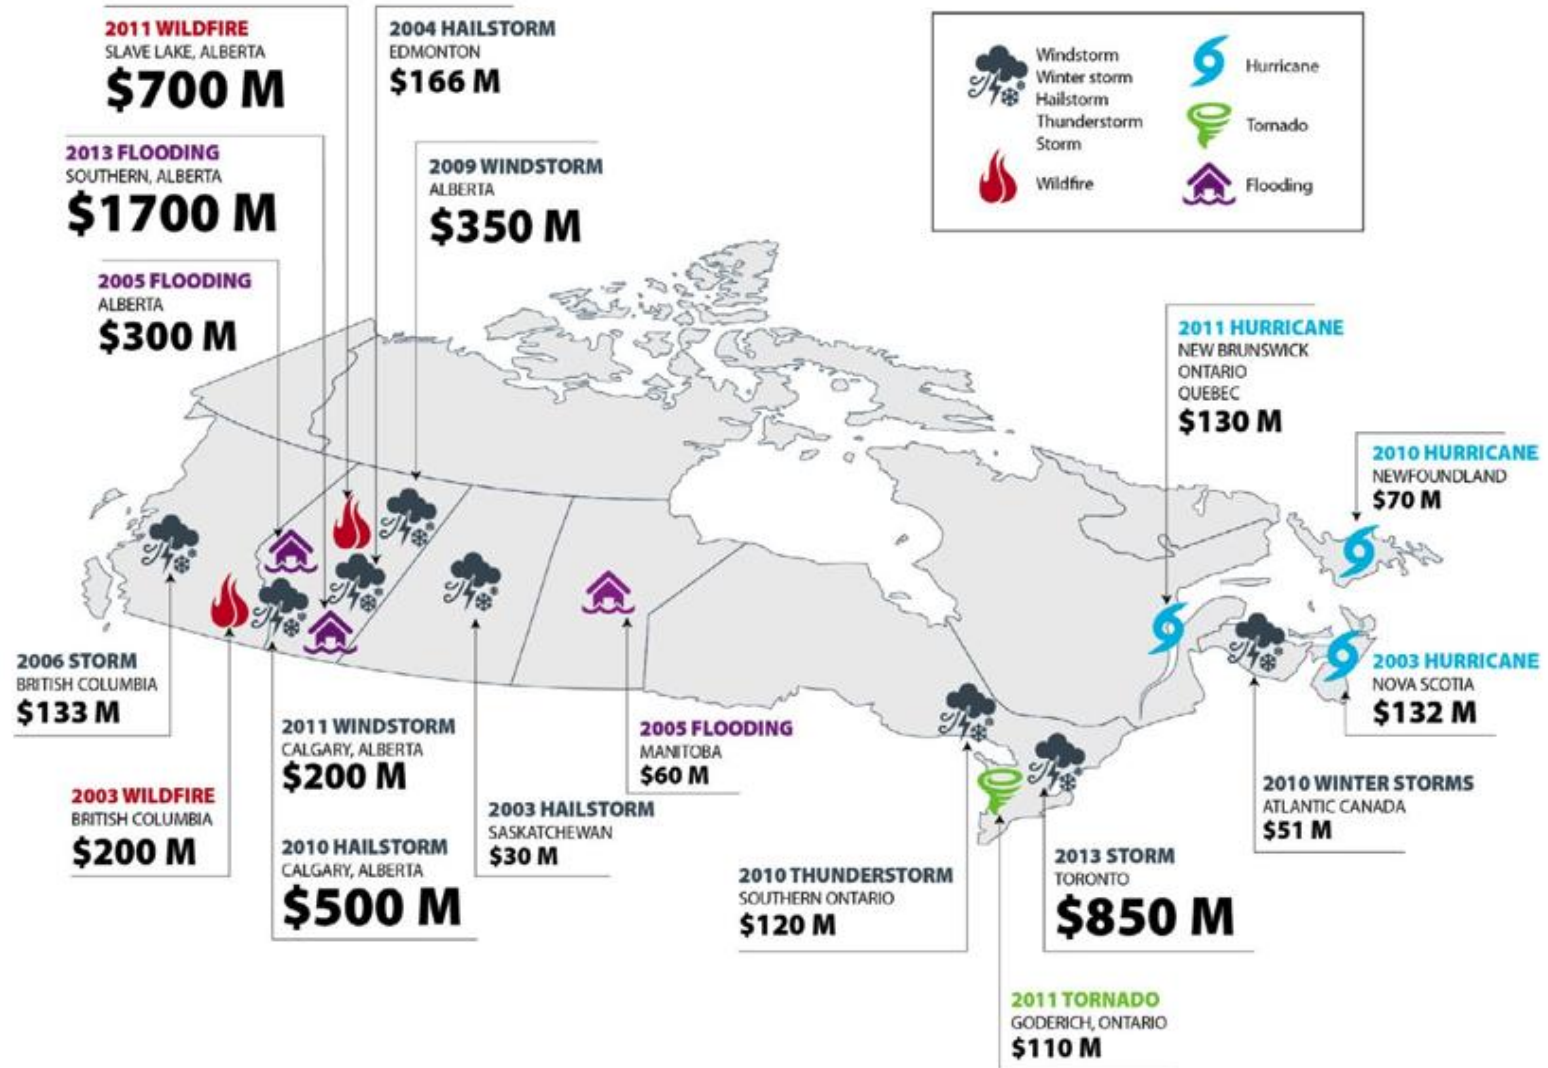 2011 WILDFIRE
SLAVE LAKE, ALBERTA
$700 M
2004 HAILSTORM
EDMONTON
$166 M
Windstorm
Winter storm
Hailstorm
Thunderstorm
Storm
Wildfire
Hurricane
Tornado
Flooding
2013 FLOODING
SOUTHERN, ALBERTA
$1700 M
2009 WINDSTORM
ALBERTA
$350 M
2005 FLOODING
ALBERTA
$300 M
2011 HURRICANE
NEW BRUNSWICK
ONTARIO
QUEBEC
$130 M
2010 HURRICANE
NEWFOUNDLAND
$70 M
2006 STORM
BRITISH COLUMBIA
$133 M
2003 HURRICANE
NOVA SCOTIA
$132 M
2011 WINDSTORM
CALGARY, ALBERTA
$200 M
2005 FLOODING
MANITOBA
$60 M
2003 WILDFIRE
BRITISH COLUMBIA
$200 M
2003 HAILSTORM
SASKATCHEWAN
$30 M
2010 WINTER STORMS
ATLANTIC CANADA
$51 M
2010 HAILSTORM
CALGARY, ALBERTA
$500 M
2010 THUNDERSTORM
SOUTHERN ONTARIO
$120 M
2013 STORM
TORONTO
$850 M
2011 TORNADO
GODERICH, ONTARIO
$110 M